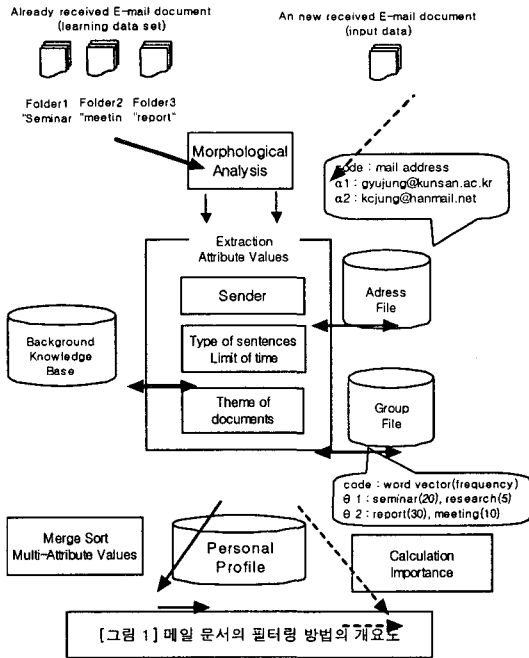 Already received E-mail document
(learning data set)
An new received E-mail document
(input data)
Folder1 Folder2 Folder3
"Seminar "meetin "report"
Morphological
Analysis
code : mail address
α1 : gyujung@kunsan.ac.kr
α2 : kcjung@hanmail.net
Extraction
Attribute Values
Sender
Type of sentences
Limit of time
Theme of
documents
Adress
File
Background
Knowledge
Base
Group
File
code : word vector(frequency)
θ 1 : seminar(20), research(5)
θ 2 : report(30), meeting(10)
Merge Sort
Multi-Attribute Values
Personal
Profile
Calculation
Importance
[그림 1] 메일 문서의 필터링 방법의 개요도